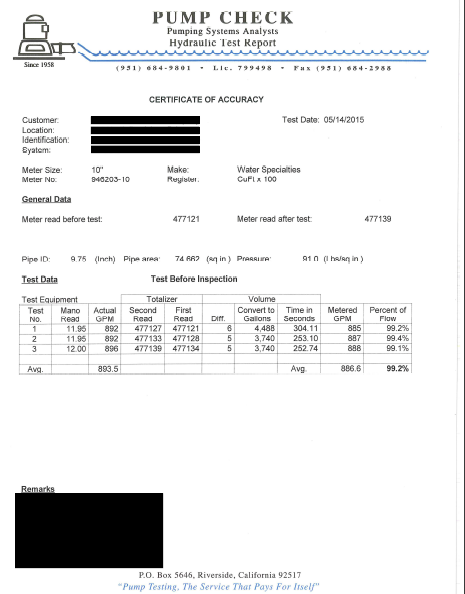 PUMP CHECK
Pumping Systems Analysts
Hydraulic Test Report
Since 1958
(951) 684-9801 • Lic. 799498 • Fax (951) 684-2988
CERTIFICATE OF ACCURACY
Customer: Test Date: 05/14/2015
Location:
Identification:
System:
Meter Size: 10" Make: Water Specialties
Meter No: 946203-10 Register: CuFt x 100
General Data
Meter read before test: 477121 Meter read after test: 477139
Pipe ID: 9.75 (Inch) Pipe area: 74.662 (sq in.) Pressure: 91.0 (Lbs/sq in.)
Test Data Test Before Inspection
Test Equipment Totalizer Volume
Test Mano Actual Second First Convert to Time in Metered Percent of
No. Read GPM Read Read Diff. Gallons Seconds GPM Flow
1 11.95 892 477127 477121 6 4,488 304.11 885 99.2%
2 11.95 892 477133 477128 5 3,740 253.10 887 99.4%
3 12.00 896 477139 477134 5 3,740 252.74 888 99.1%
Avg. 893.5 Avg. 886.6 99.2%
Remarks
P.O. Box 5646, Riverside, California 92517
"Pump Testing, The Service That Pays For Itself"